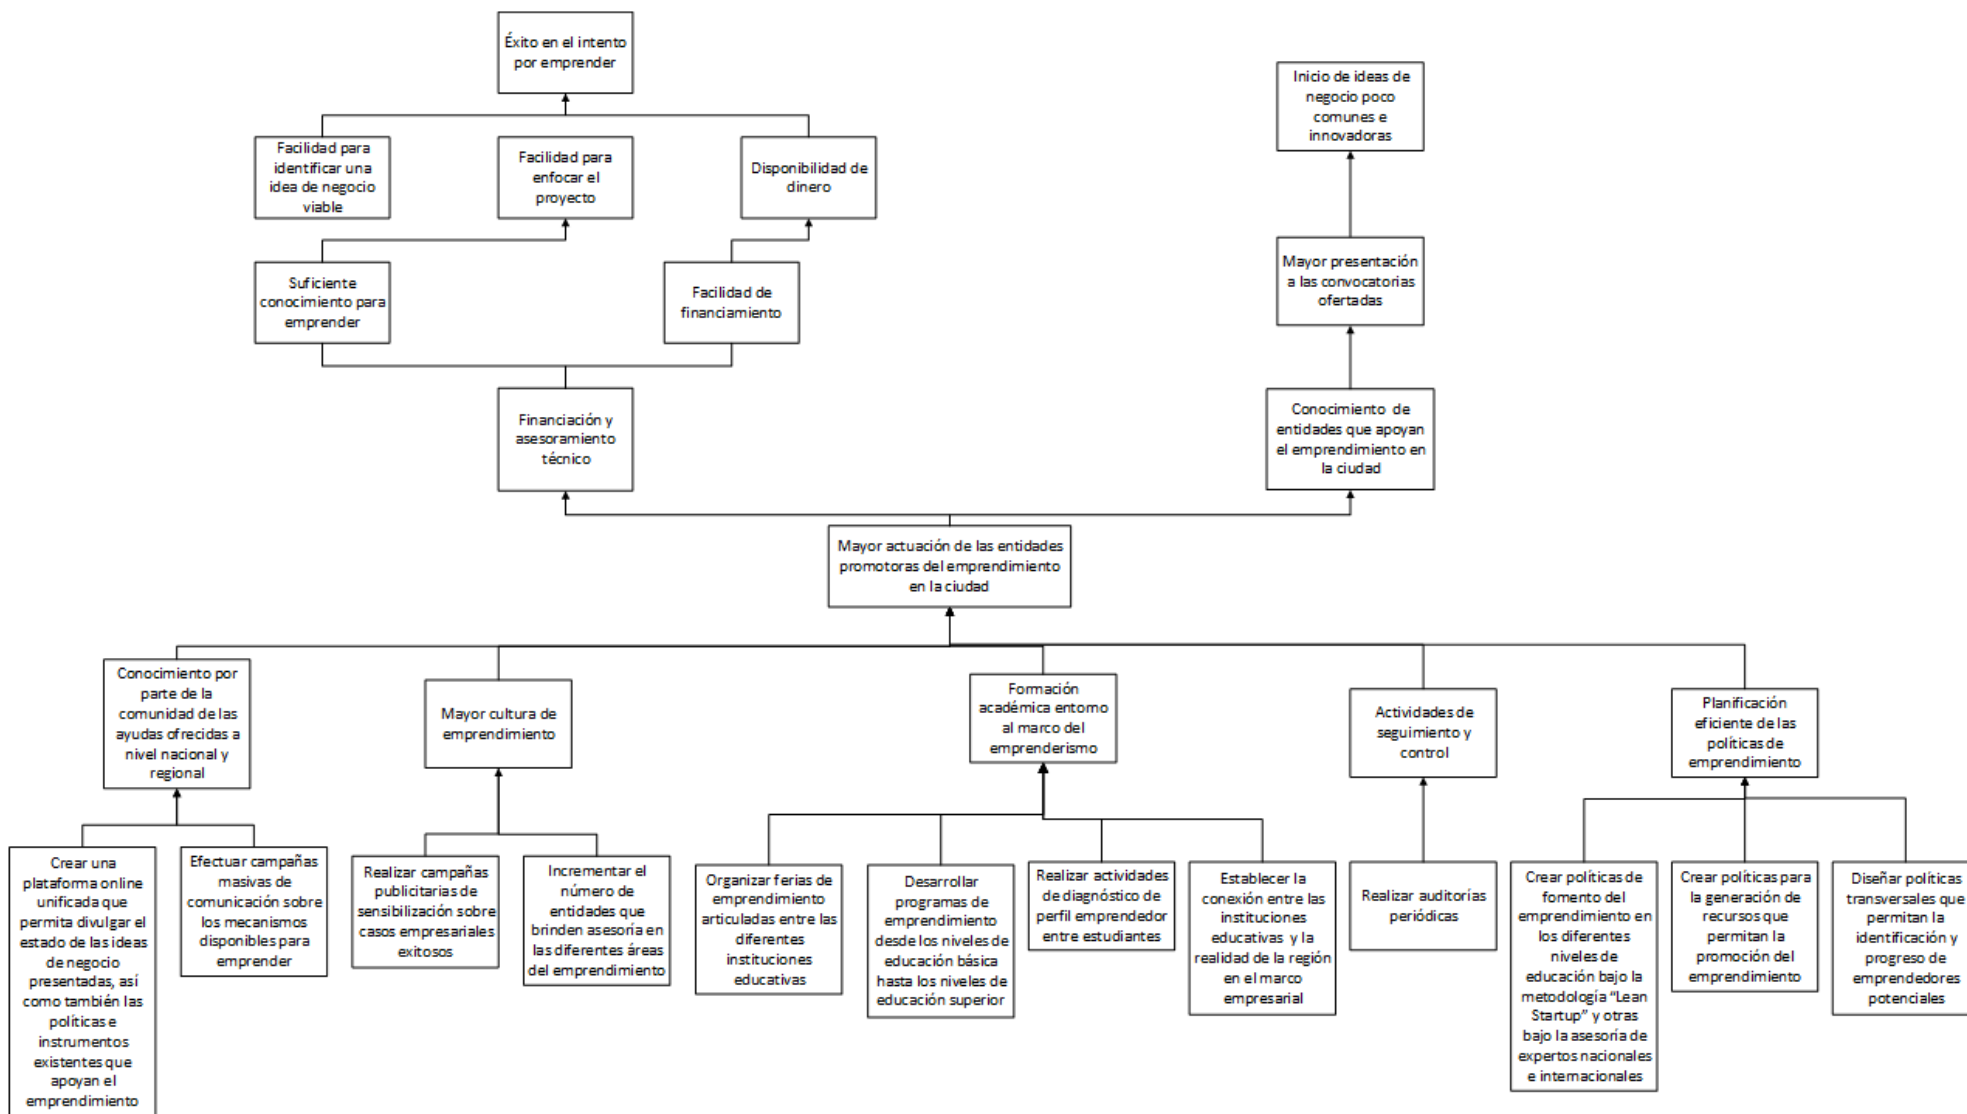 Éxito en el intento
por emprender
Inicio de ideas de
negocio poco
comunes e
innovadoras
Facilidad para
identificar una
idea de negocio
viable
Facilidad para
enfocar el
proyecto
Disponibilidad de
dinero
Suficiente
conocimiento para
emprender
Facilidad de
financiamiento
Mayor presentación
a las convocatorias
ofertadas
Financiación y
asesoramiento
técnico
Conocimiento de
entidades que apoyan
el emprendimiento en
la ciudad
Mayor actuación de las entidades
promotoras del emprendimiento
en la ciudad
Conocimiento por
parte de la
comunidad de las
ayudas ofrecidas a
nivel nacional y
regional
Mayor cultura de
emprendimiento
Formación
académica entorno
al marco del
emprenderismo
Actividades de
seguimiento y
control
Planificación
eficiente de las
políticas de
emprendimiento
Crear una
plataforma online
unificada que
permita divulgar el
estado de las ideas
de negocio
presentadas, así
como también las
políticas e
instrumentos
existentes que
apoyan el
emprendimiento
Efectuar campañas
masivas de
comunicación sobre
los mecanismos
disponibles para
emprender
Realizar campañas
publicitarias de
sensibilización sobre
casos empresariales
exitosos
Incrementar el
número de
entidades que
brinden asesoría en
las diferentes áreas
del emprendimiento
Organizar ferias de
emprendimiento
articuladas entre las
diferentes
instituciones
educativas
Desarrollar
programas de
emprendimiento
desde los niveles de
educación básica
hasta los niveles de
educación superior
Realizar actividades
de diagnóstico de
perfil emprendedor
entre estudiantes
Establecer la
conexión entre las
instituciones
educativas y la
realidad de la región
en el marco
empresarial
Realizar auditorías
periódicas
Crear políticas de
fomento del
emprendimiento en
los diferentes
niveles de
educación bajo la
metodología “Lean
Startup” y otras
bajo la asesoría de
expertos nacionales
e internacionales
Crear políticas para
la generación de
recursos que
permitan la
promoción del
emprendimiento
Diseñar políticas
transversales que
permitan la
identificación y
progreso de
emprendedores
potenciales